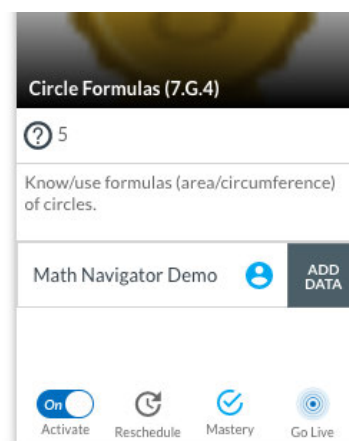 Circle Formulas (7.G.4)
? 5
Know/use formulas (area/circumference)
of circles.
Math Navigator Demo
ADD
DATA
On
Activate
Reschedule
Mastery
Go Live